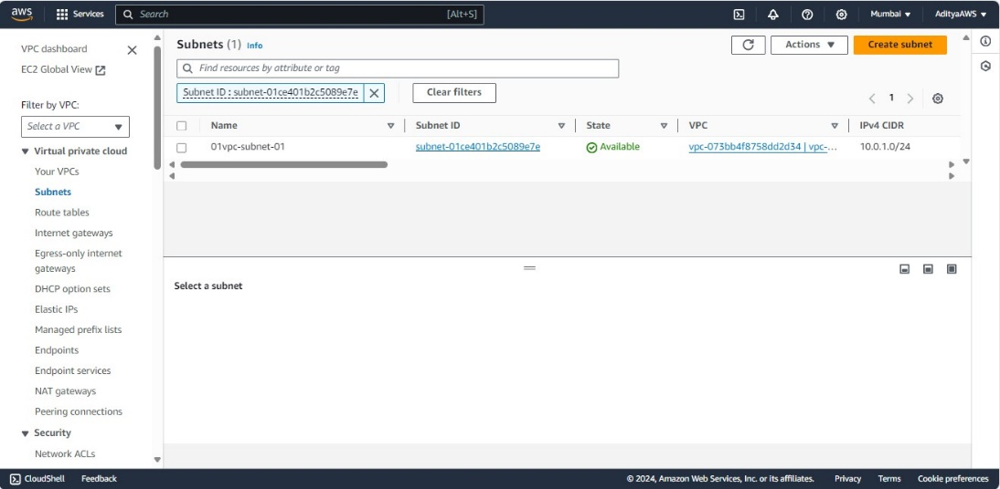 aws Services Search [Alt+S] Mumbai AdityaAWS
VPC dashboard
EC2 Global View
Filter by VPC:
Select a VPC
Virtual private cloud
Your VPCs
Subnets
Route tables
Internet gateways
Egress-only internet
gateways
DHCP option sets
Elastic IPs
Managed prefix lists
Endpoints
Endpoint services
NAT gateways
Peering connections
Security
Network ACLs
Subnets (1) Info
Actions Create subnet
Find resources by attribute or tag
Subnet ID : subnet-01ce401b2c5089e7e Clear filters
1
Name Subnet ID State VPC IPv4 CIDR
01vpc-subnet-01 subnet-01ce401b2c5089e7e Available vpc-073bb4f8758dd2d34 | vpc-... 10.0.1.0/24
Select a subnet
CloudShell Feedback © 2024, Amazon Web Services, Inc. or its affiliates. Privacy Terms Cookie preferences